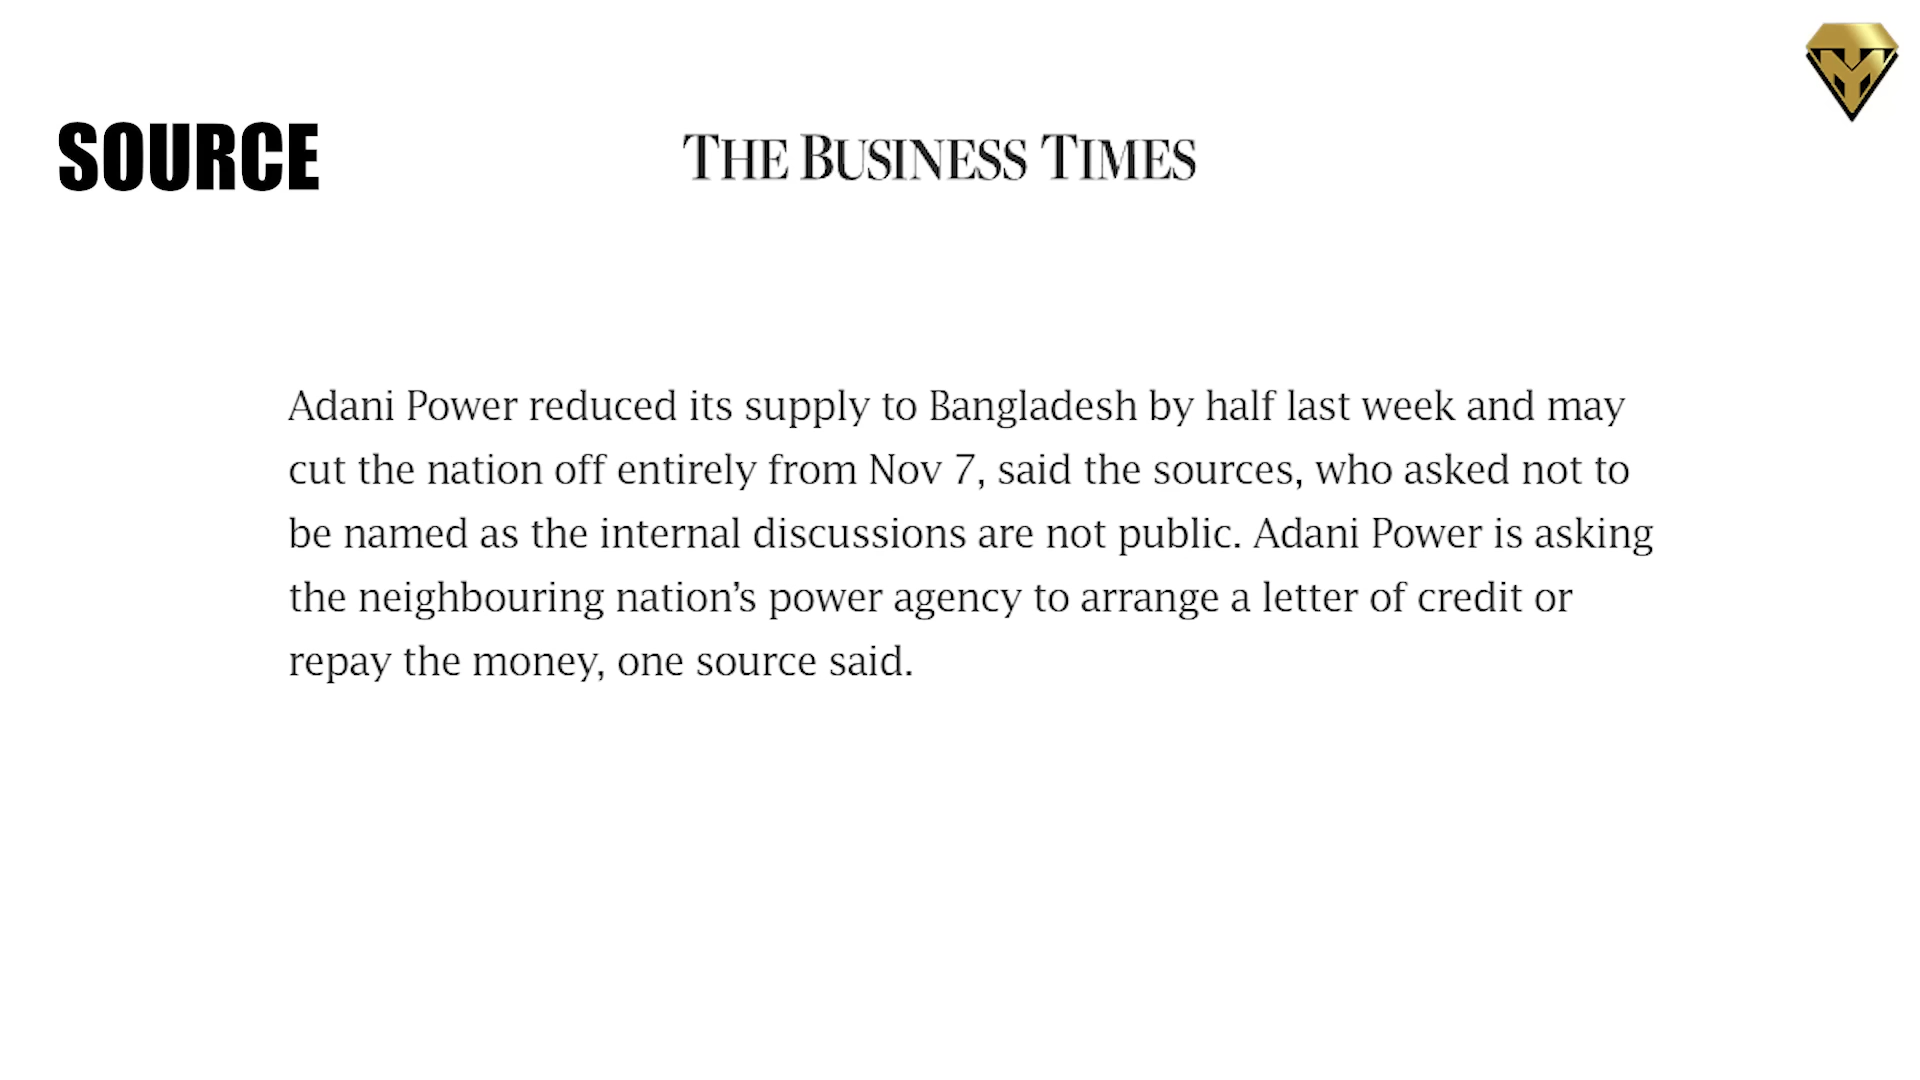 SOURCE
THE BUSINESS TIMES
Adani Power reduced its supply to Bangladesh by half last week and may
cut the nation off entirely from Nov 7, said the sources, who asked not to
be named as the internal discussions are not public. Adani Power is asking
the neighbouring nation’s power agency to arrange a letter of credit or
repay the money, one source said.